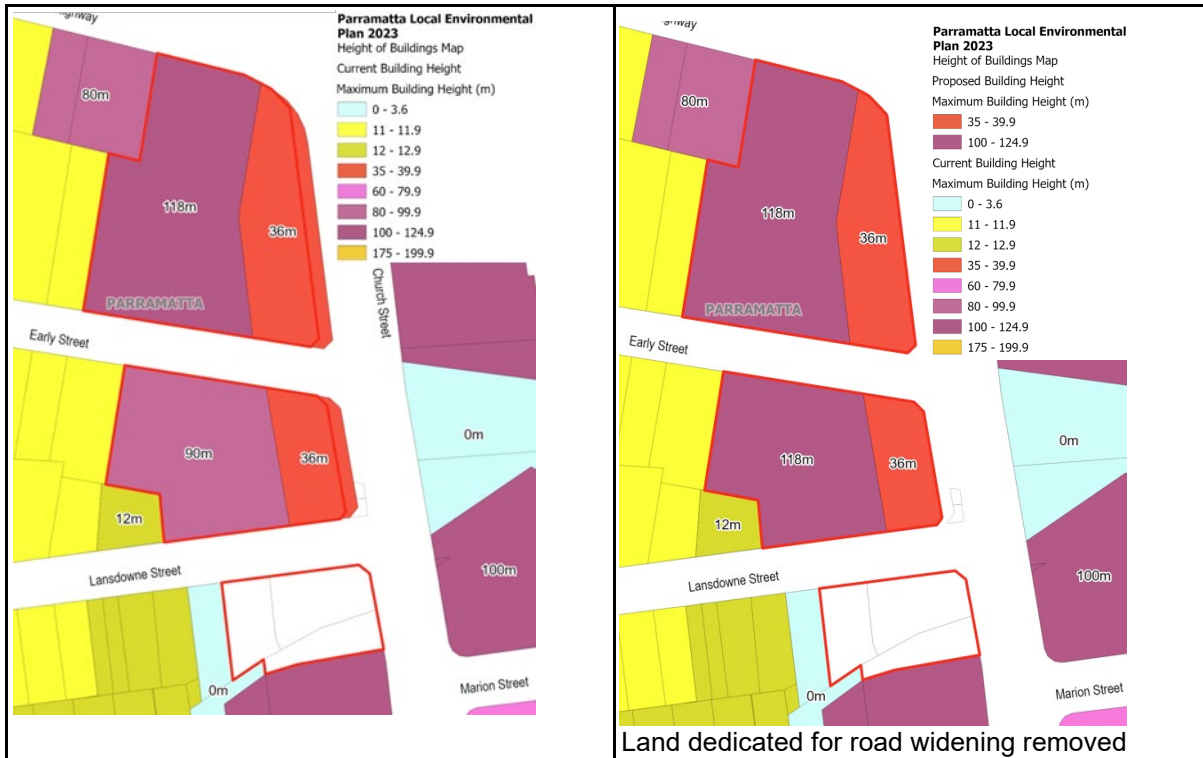 Parramatta Local Environmental
Plan 2023
Height of Buildings Map
Current Building Height
Maximum Building Height (m)
0 - 3.6
11 - 11.9
12 - 12.9
35 - 39.9
60 - 79.9
80 - 99.9
100 - 124.9
175 - 199.9
80m
118m
36m
PARRAMATTA
Church Street
Early Street
0m
90m
36m
12m
Lansdowne Street
100m
0m
Marion Street
Parramatta Local Environmental
Plan 2023
Height of Buildings Map
Proposed Building Height
Maximum Building Height (m)
35 - 39.9
100 - 124.9
Current Building Height
Maximum Building Height (m)
0 - 3.6
11 - 11.9
12 - 12.9
35 - 39.9
60 - 79.9
80 - 99.9
100 - 124.9
175 - 199.9
80m
118m
36m
PARRAMATTA
Early Street
0m
118m
36m
12m
Lansdowne Street
100m
0m
Marion Street
Land dedicated for road widening removed